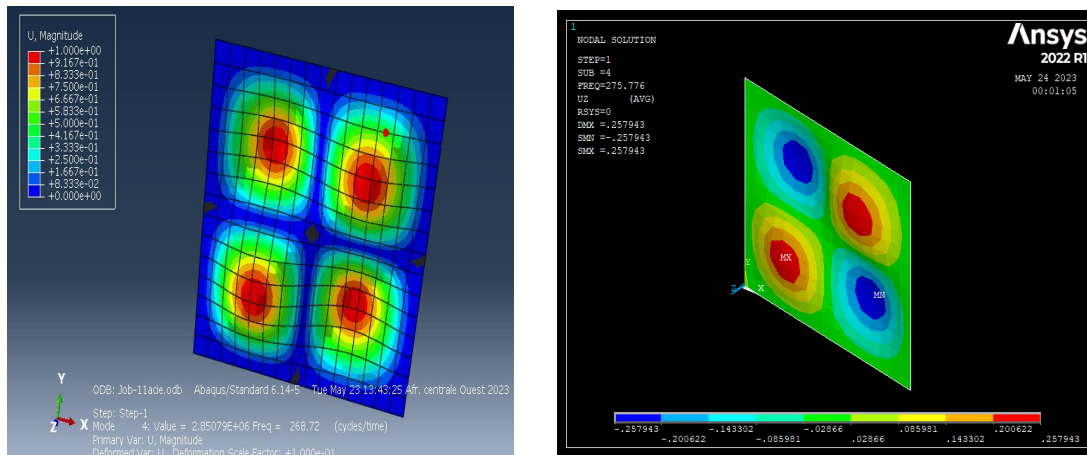 U, Magnitude
+1.000e+00
+9.167e-01
+8.333e-01
+7.500e-01
+6.667e-01
+5.833e-01
+5.000e-01
+4.167e-01
+3.333e-01
+2.500e-01
+1.667e-01
+8.333e-02
+0.000e+00
Y
Z X
ODB: Job-11acie.odb Abaqus/Standard 6.14-5 Tue May 23 13:43:25 Afr. centrale Ouest 2023
Step: Step-1
Mode 4: Value = 2.85079E+06 Freq = 268.72 (cycles/time)
Primary Var: U, Magnitude
Deformed Var: U Deformation Scale Factor: +1.000e-01
1
NODAL SOLUTION
STEP=1
SUB =4
FREQ=275.776
UZ (AVG)
RSYS=0
DMX =.257943
SMN =-.257943
SMX =.257943
Ansys
2022 R1
MAY 24 2023
00:01:05
MX
Y
Z X
MN
-.257943 -.143302 -.02866 .085981 .200622
-.200622 -.085981 .02866 .143302 .257943